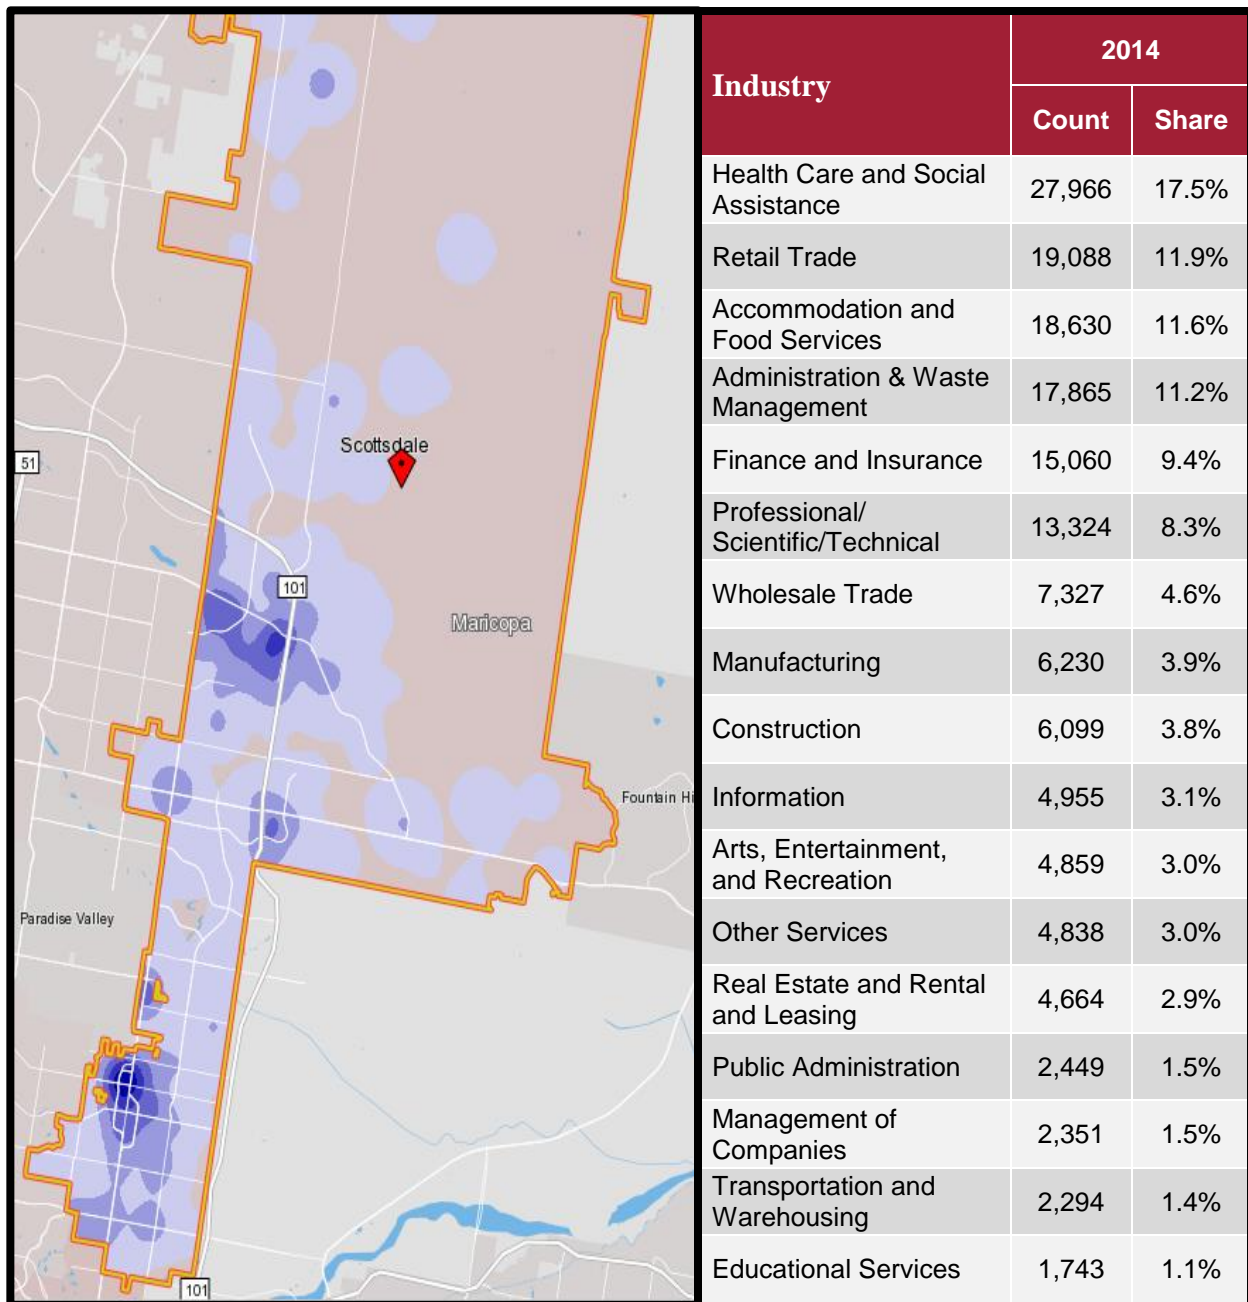 Scottsdale
51
101
Maricopa
Fountain Hi
Paradise Valley
101
Industry
2014
Count Share
Health Care and Social
Assistance
27,966 17.5%
Retail Trade 19,088 11.9%
Accommodation and
Food Services
18,630 11.6%
Administration & Waste
Management
17,865 11.2%
Finance and Insurance 15,060 9.4%
Professional/
Scientific/Technical
13,324 8.3%
Wholesale Trade 7,327 4.6%
Manufacturing 6,230 3.9%
Construction 6,099 3.8%
Information 4,955 3.1%
Arts, Entertainment,
and Recreation
4,859 3.0%
Other Services 4,838 3.0%
Real Estate and Rental
and Leasing
4,664 2.9%
Public Administration 2,449 1.5%
Management of
Companies
2,351 1.5%
Transportation and
Warehousing
2,294 1.4%
Educational Services 1,743 1.1%